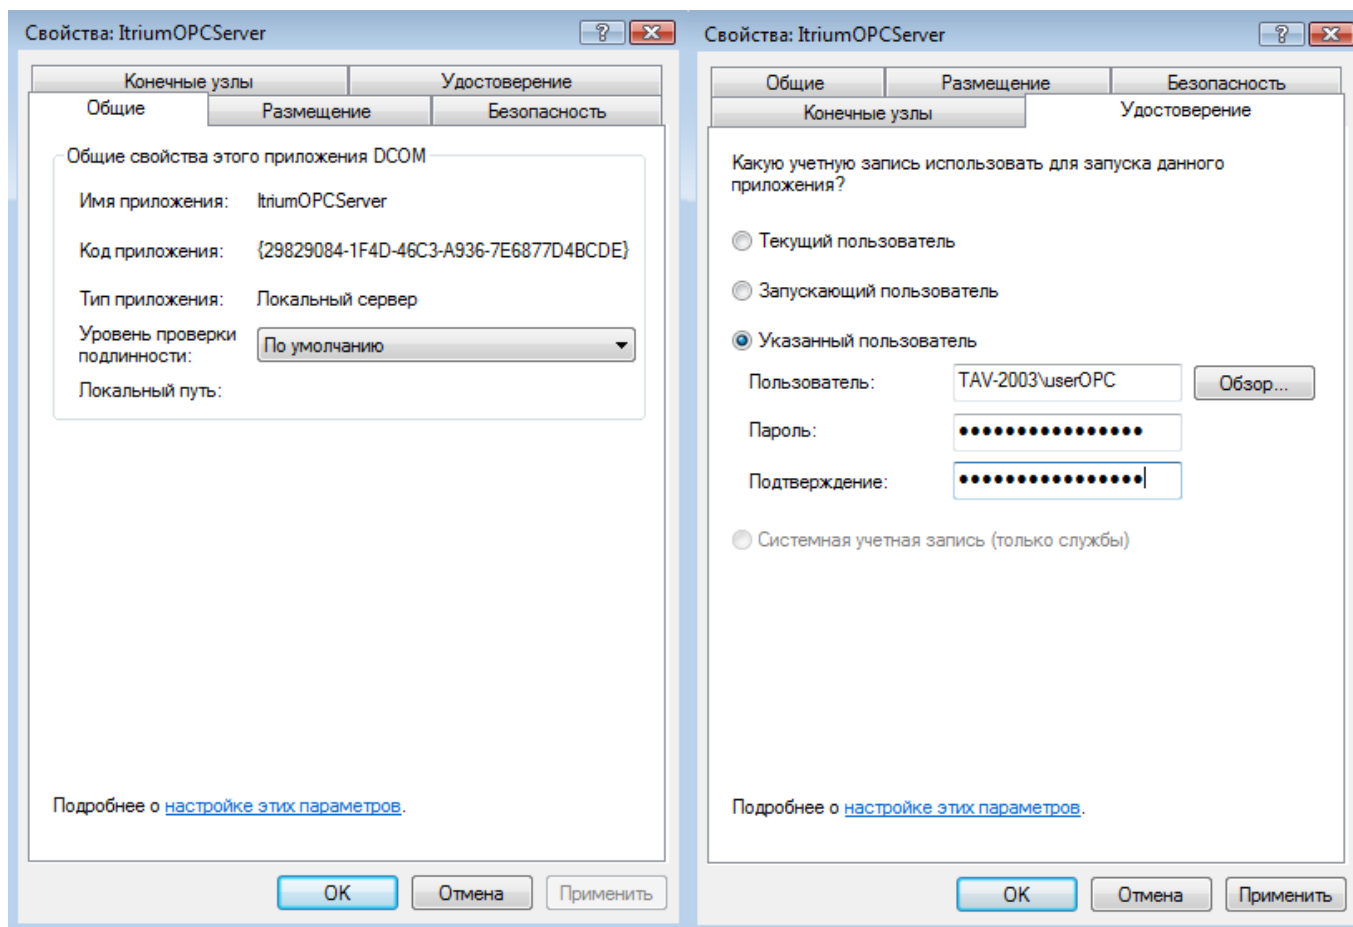 Свойства: ItriumOPCServer
?
Конечные узлы
Удостоверение
Общие
Размещение
Безопасность
Общие свойства этого приложения DCOM
Имя приложения: ItriumOPCServer
Код приложения: {29829084-1F4D-46C3-A936-7E6877D4BCDE}
Тип приложения: Локальный сервер
Уровень проверки
подлинности: По умолчанию
Локальный путь:
Подробнее о настройке этих параметров.
OK
Отмена
Применить
Свойства: ItriumOPCServer
?
Общие
Размещение
Безопасность
Конечные узлы
Удостоверение
Какую учетную запись использовать для запуска данного
приложения?
Текущий пользователь
Запускающий пользователь
Указанный пользователь
Пользователь: TAV-2003\userOPC Обзор...
Пароль: ●●●●●●●●●●●●●●●●
Подтверждение: ●●●●●●●●●●●●●●●●
Системная учетная запись (только службы)
Подробнее о настройке этих параметров.
OK
Отмена
Применить